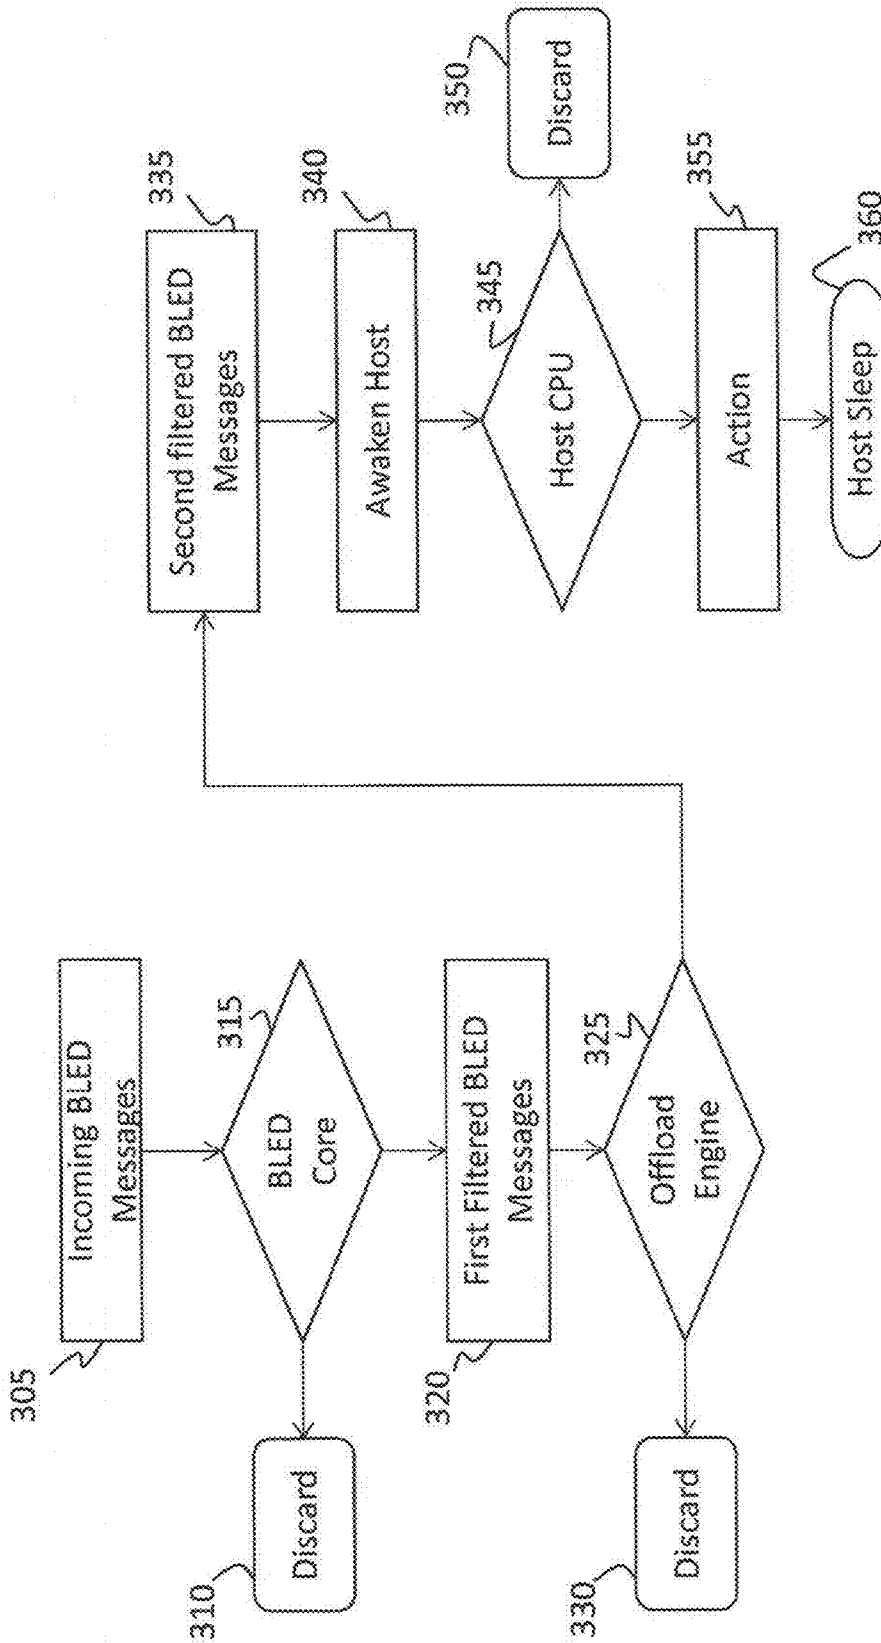 305
Incoming BLED
Messages
310
Discard
BLED
Core
315
320
First Filtered BLED
Messages
330
Discard
Offload
Engine
325
Second filtered BLED
Messages
335
Awaken Host
340
Host CPU
345
Discard
350
Action
355
Host Sleep
360